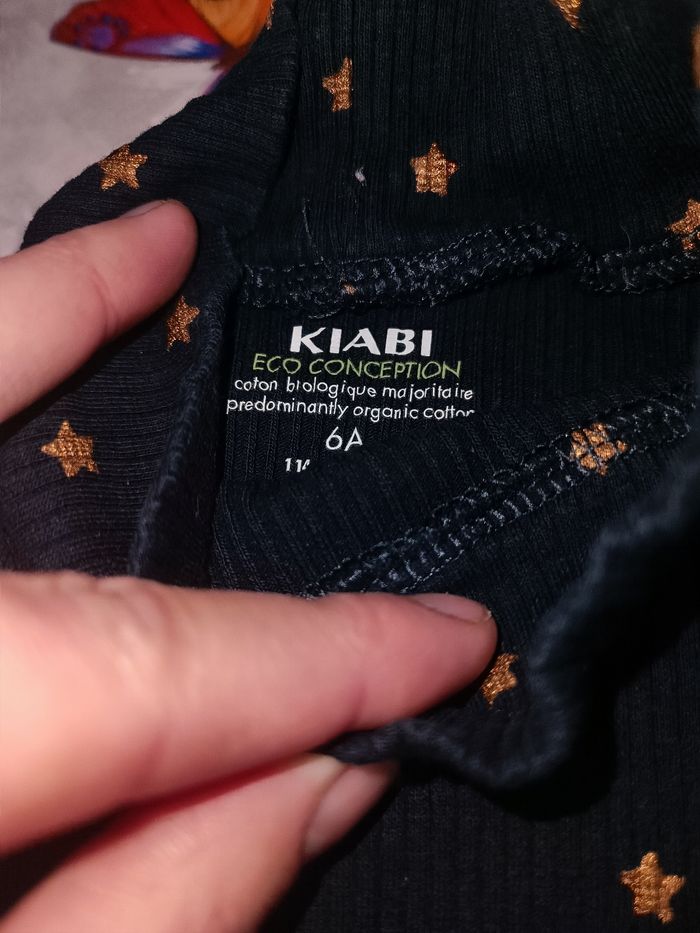 KIABI
ECO CONCEPTION
coton biologique majoritaire
predominantly organic cotton
6A